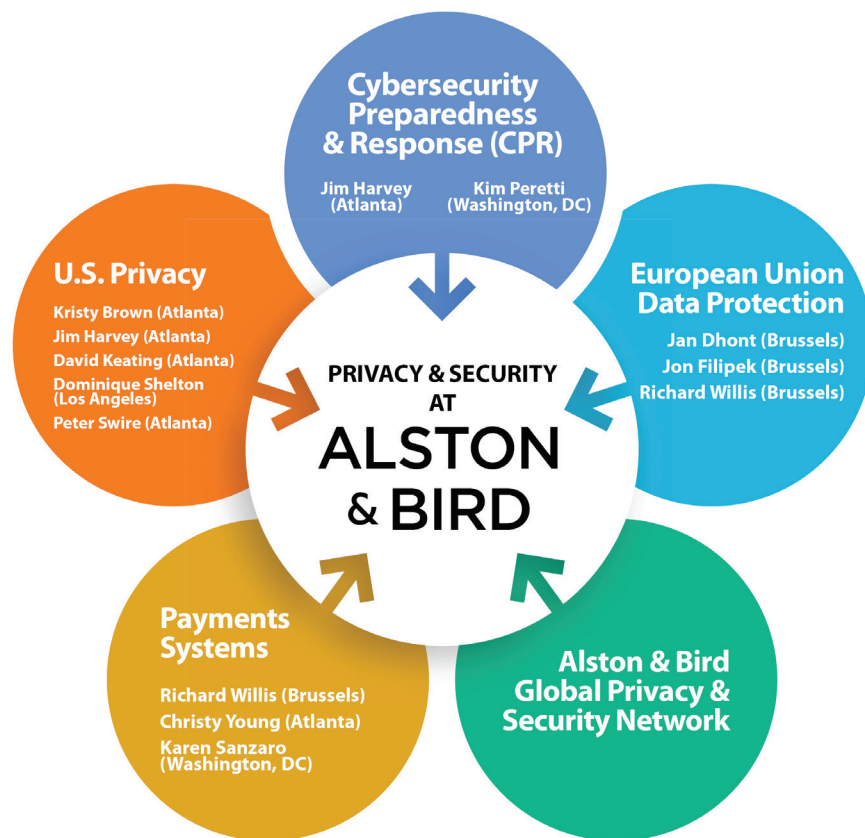 Cybersecurity
Preparedness
& Response (CPR)
Jim Harvey
(Atlanta)
Kim Peretti
(Washington, DC)
U.S. Privacy
Kristy Brown (Atlanta)
Jim Harvey (Atlanta)
David Keating (Atlanta)
Dominique Shelton
(Los Angeles)
Peter Swire (Atlanta)
European Union
Data Protection
Jan Dhont (Brussels)
Jon Filipek (Brussels)
Richard Willis (Brussels)
PRIVACY & SECURITY
AT
ALSTON
& BIRD
Payments
Systems
Richard Willis (Brussels)
Christy Young (Atlanta)
Karen Sanzaro
(Washington, DC)
Alston & Bird
Global Privacy &
Security Network